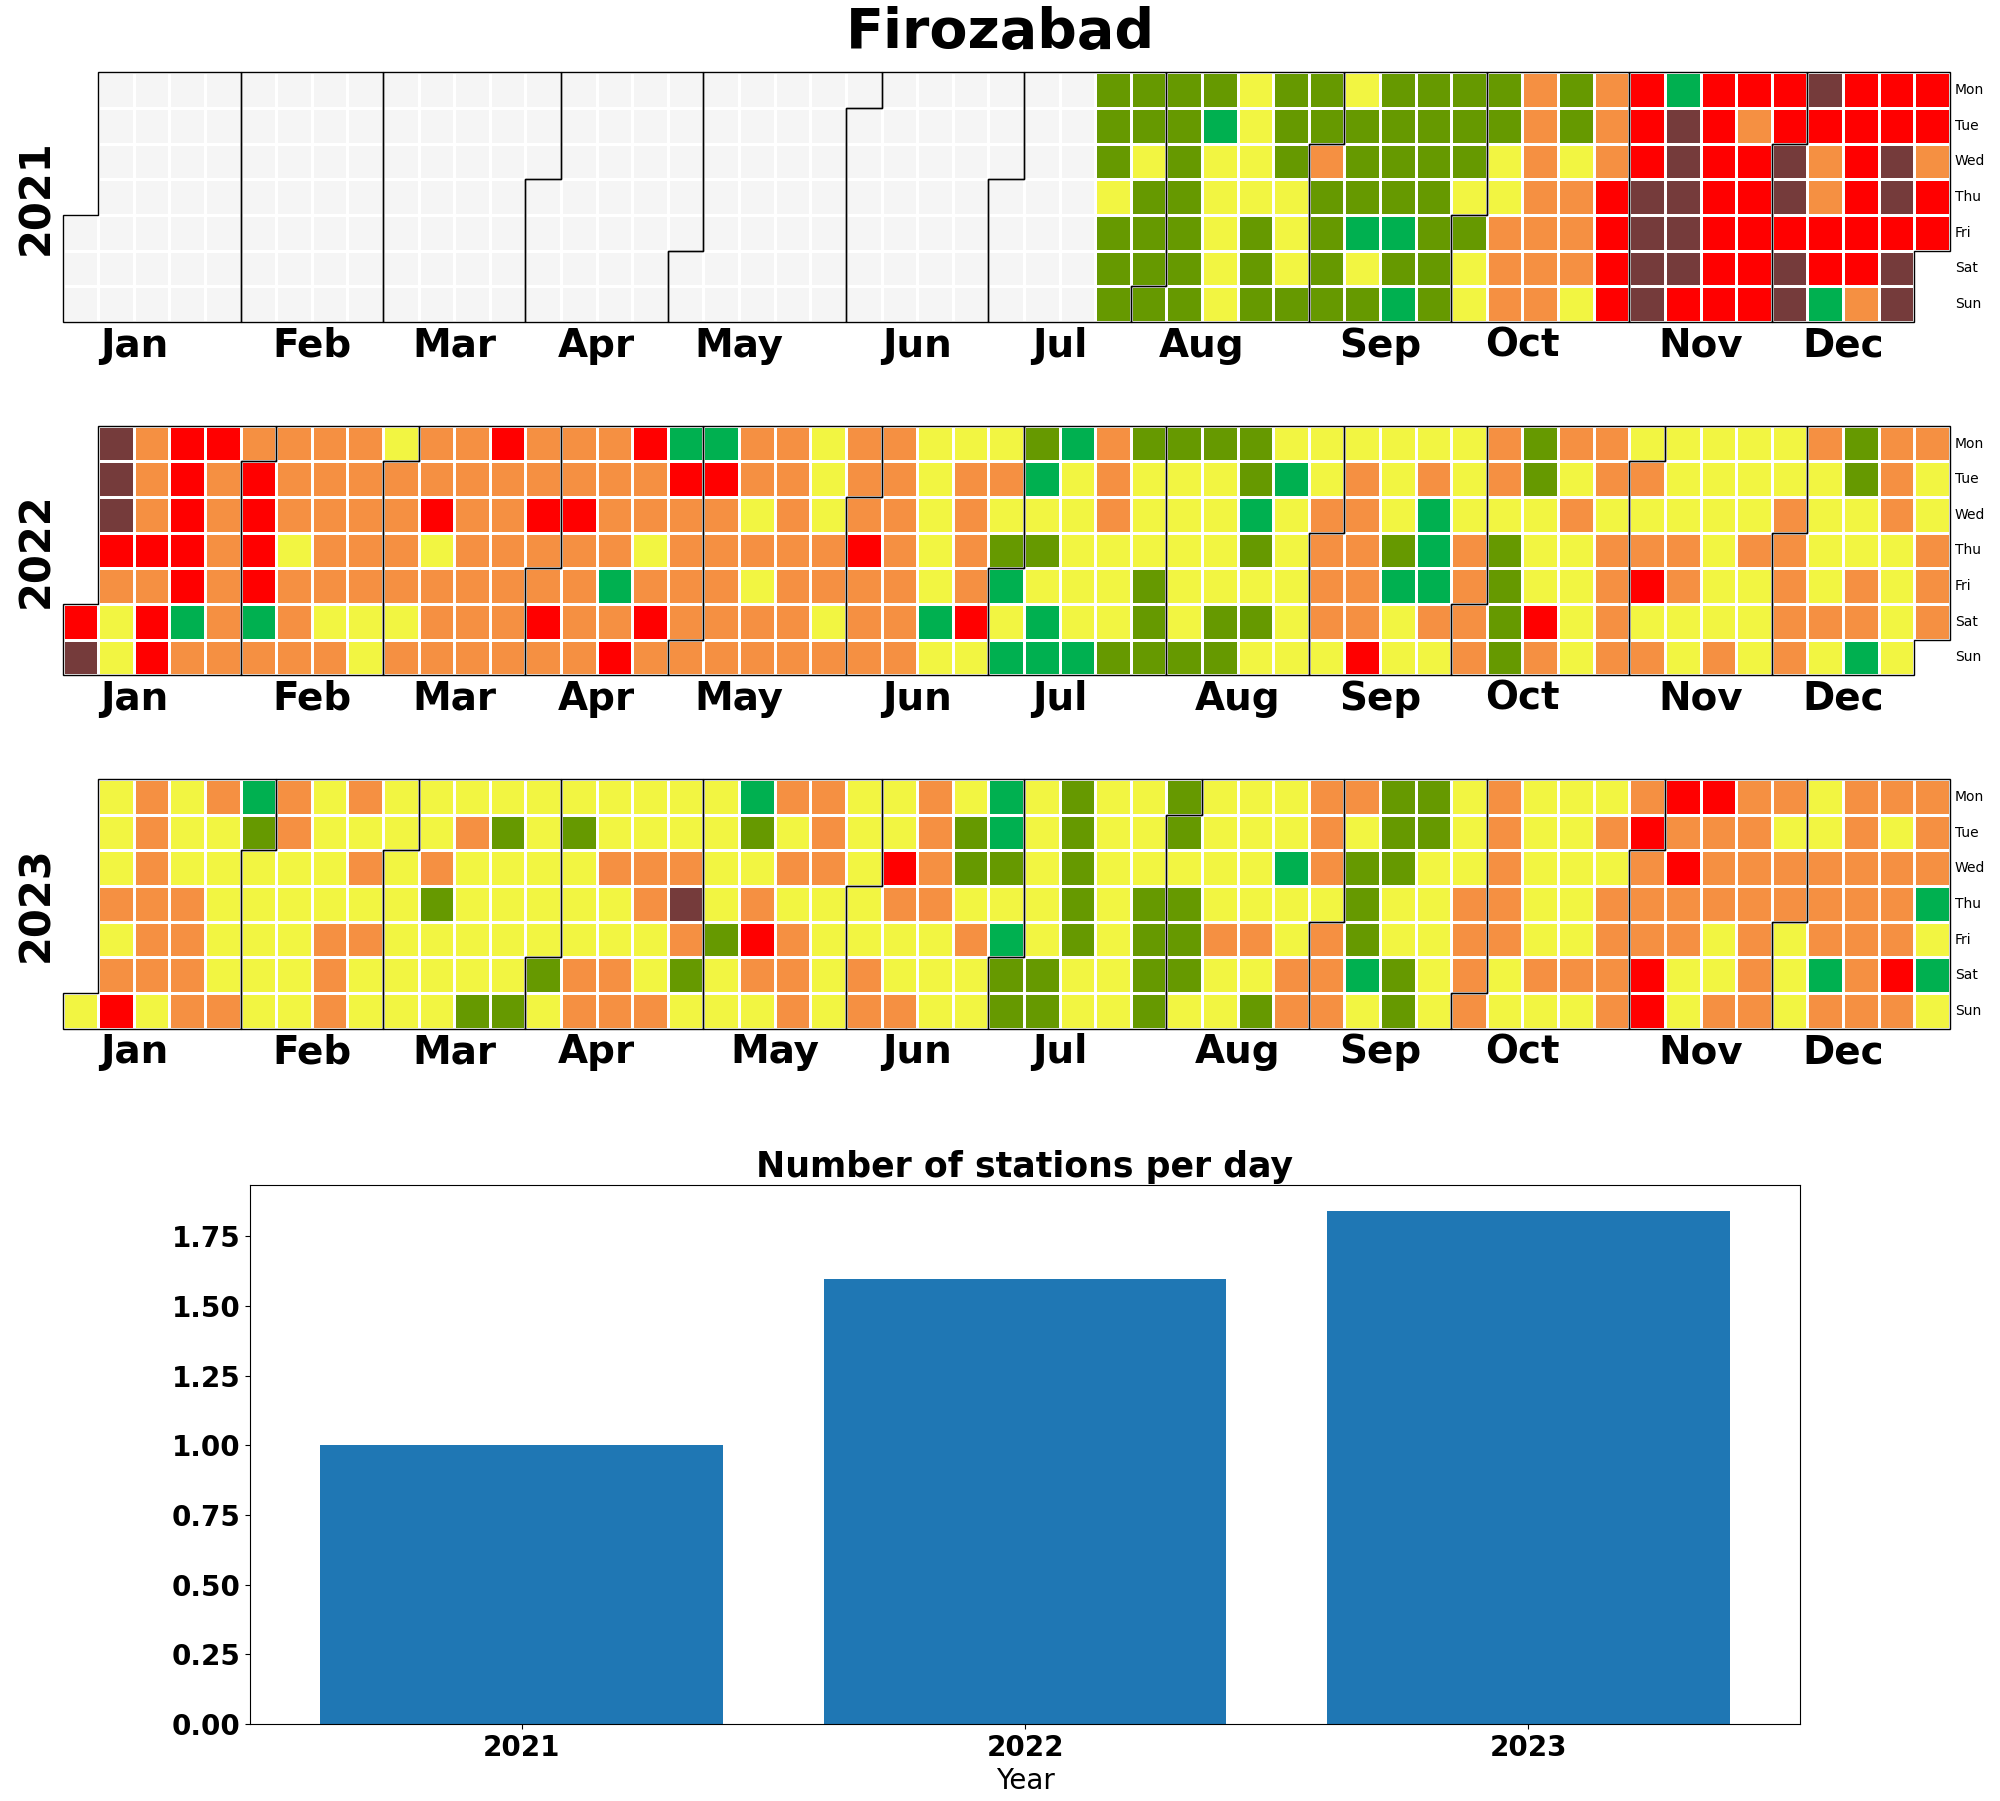 Firozabad
2021
Mon
Tue
Wed
Thu
Fri
Sat
Sun
Jan Feb Mar Apr May Jun Jul Aug Sep Oct Nov Dec
2022
Mon
Tue
Wed
Thu
Fri
Sat
Sun
Jan Feb Mar Apr May Jun Jul Aug Sep Oct Nov Dec
2023
Mon
Tue
Wed
Thu
Fri
Sat
Sun
Jan Feb Mar Apr May Jun Jul Aug Sep Oct Nov Dec
Number of stations per day
1.75
1.50
1.25
1.00
0.75
0.50
0.25
0.00
2021 2022 2023
Year